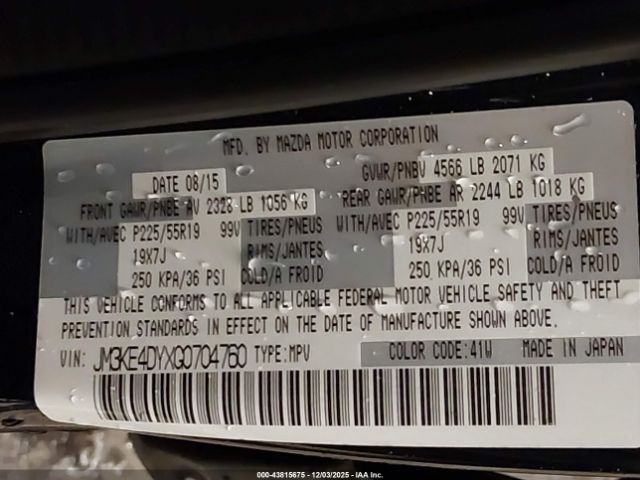 MFD. BY MAZDA MOTOR CORPORATION
DATE 08/15 GVWR/PNBV 4566 LB 2071 KG
FRONT GAWR/PNBE AV 2328 LB 1056 KG REAR GAWR/PNBE AR 2244 LB 1018 KG
WITH/AVEC P225/55R19 99V TIRES/PNEUS WITH/AVEC P225/55R19 99V TIRES/PNEUS
19X7J RIMS/JANTES 19X7J RIMS/JANTES
250 KPA/36 PSI COLD/A FROID 250 KPA/36 PSI COLD/A FROID
THIS VEHICLE CONFORMS TO ALL APPLICABLE FEDERAL MOTOR VEHICLE SAFETY AND THEFT
PREVENTION STANDARDS IN EFFECT ON THE DATE OF MANUFACTURE SHOWN ABOVE.
VIN: JM3KE4DYXG0704760 TYPE:MPV COLOR CODE:41W MADE IN JAPAN
000-43815675 - 12/03/2025 - IAA Inc.